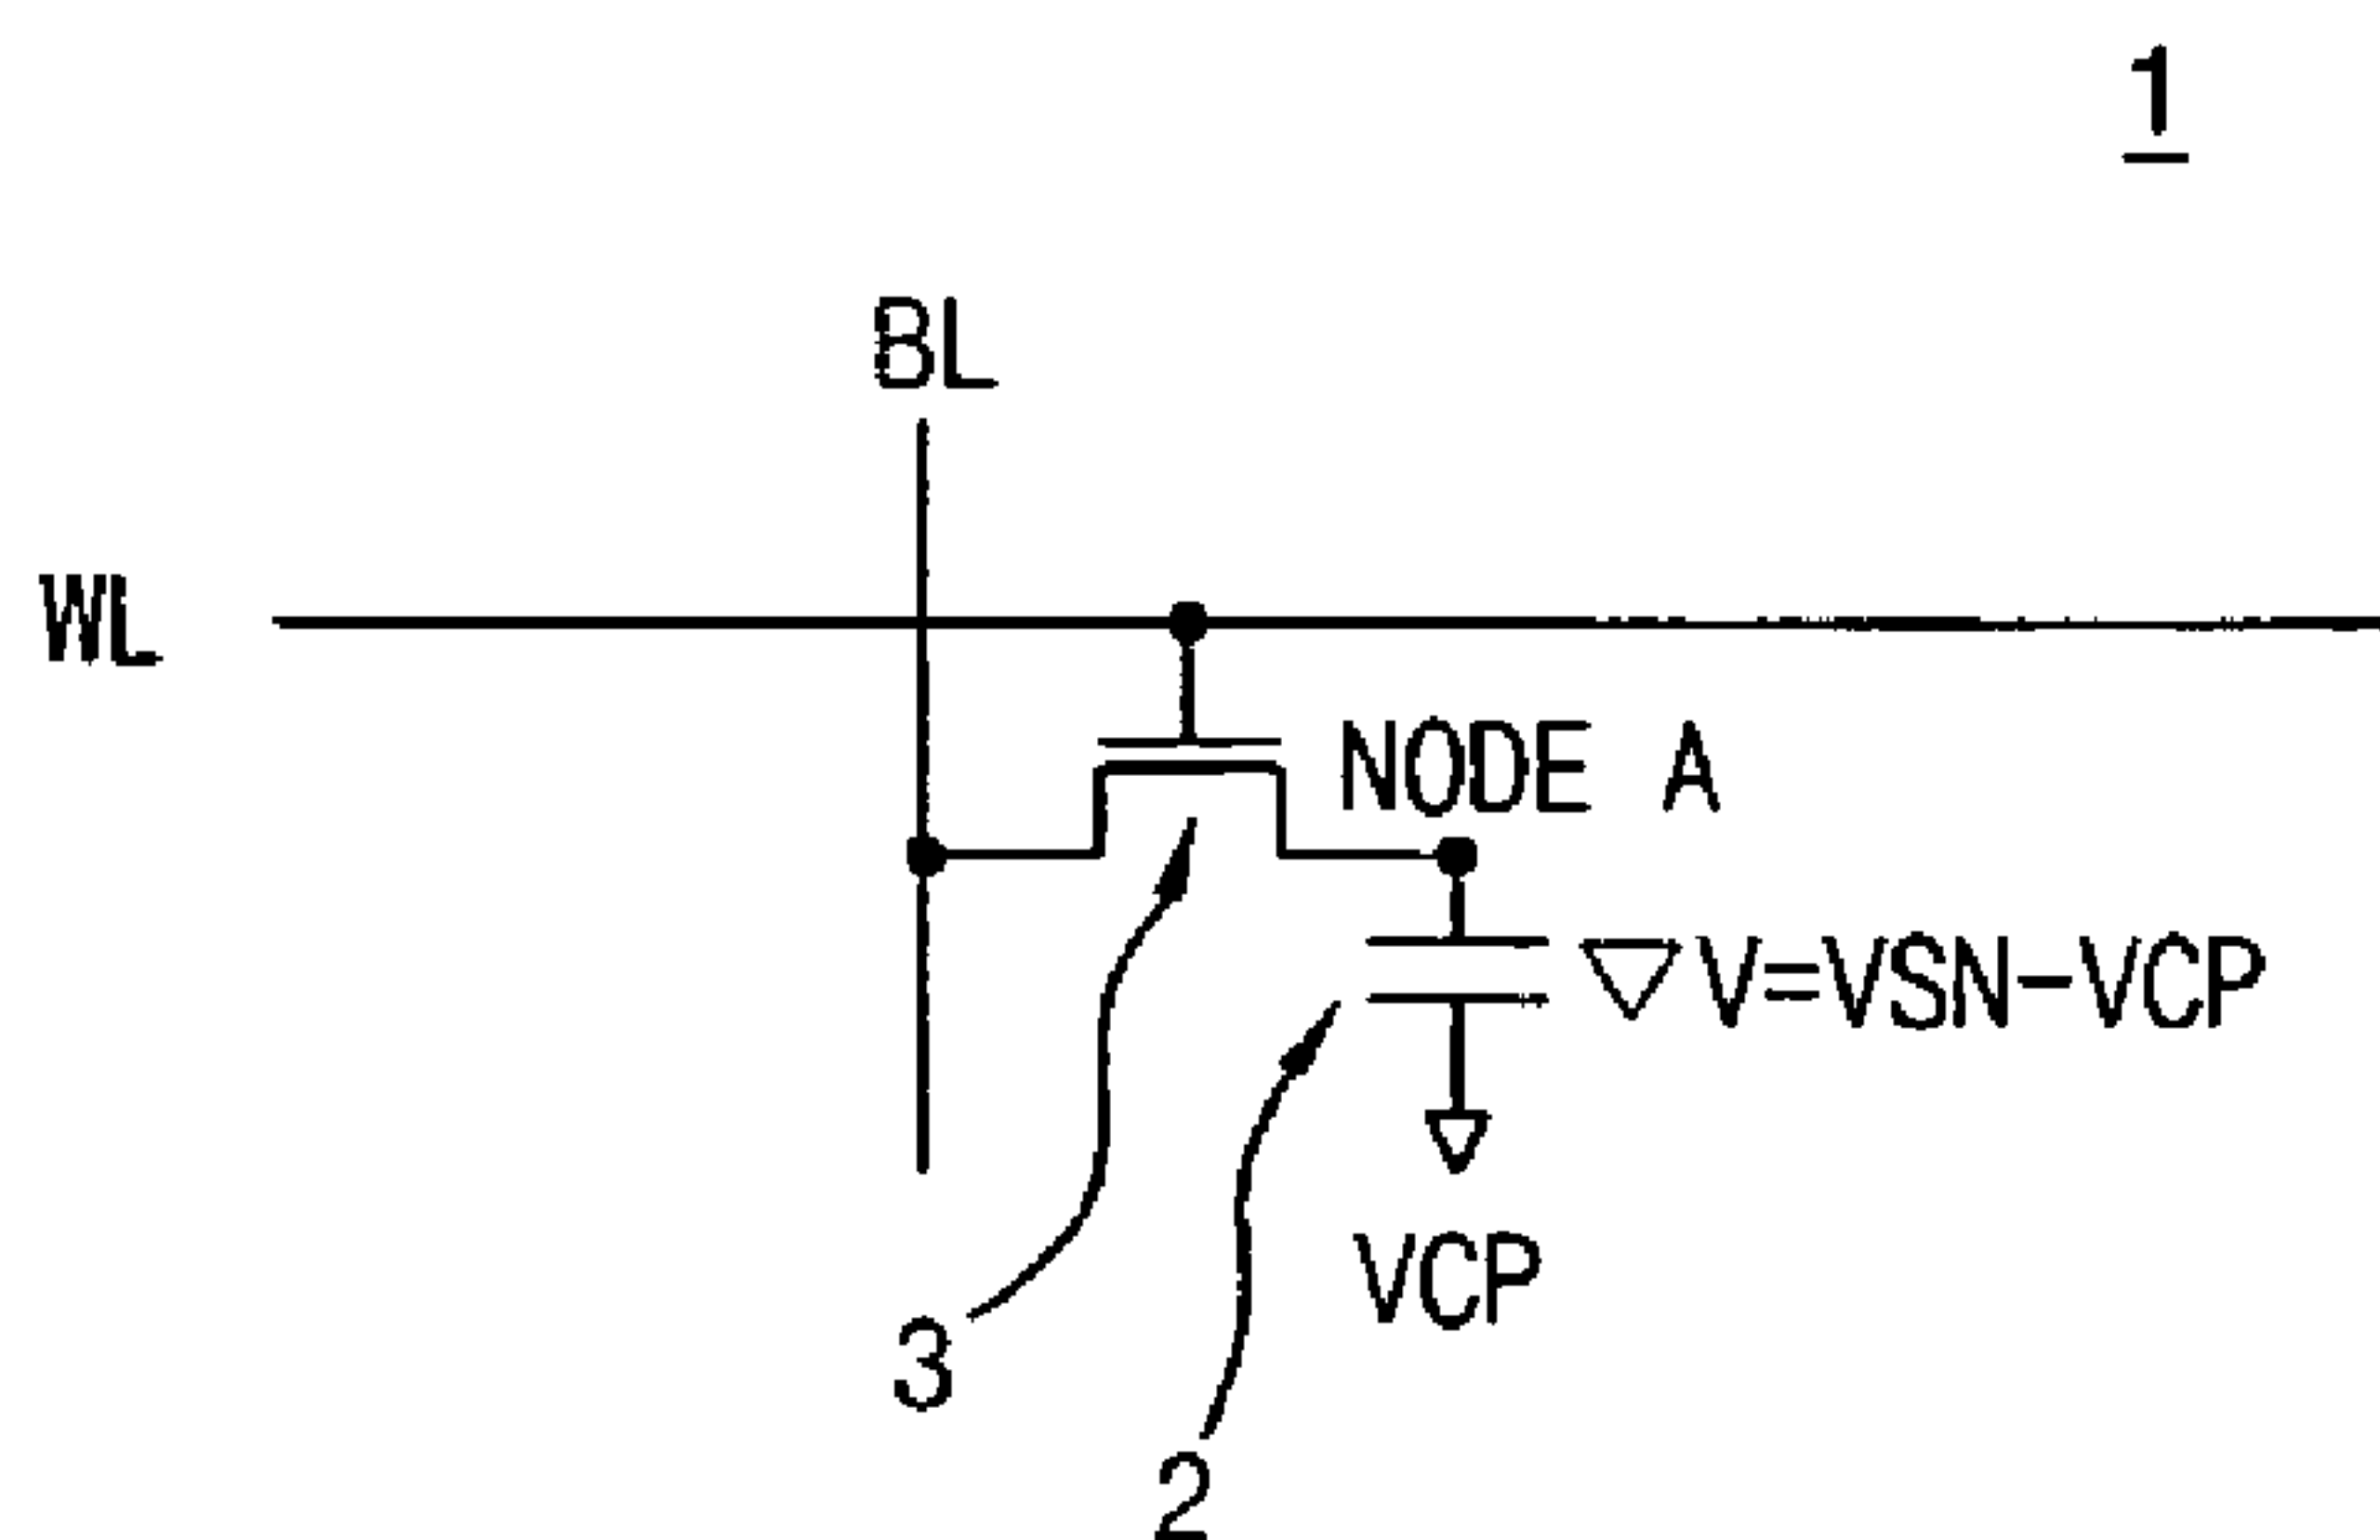 1
BL
WL
NODE A
▽V=VSN-VCP
VCP
3
2